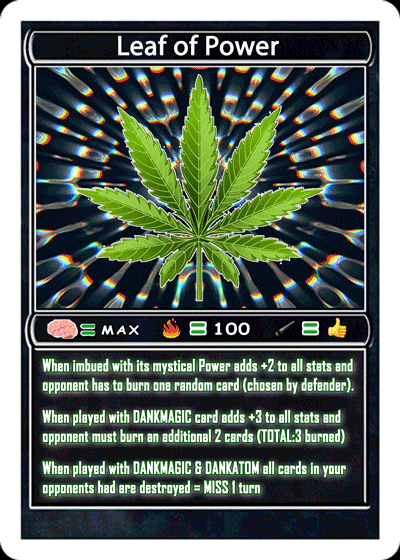 Leaf of Power
= MAX = 100 =
When imbued with its mystical Power adds +2 to all stats and
opponent has to burn one random card (chosen by defender).
When played with DANKMAGIC card adds +3 to all stats and
opponent must burn an additional 2 cards (TOTAL:3 burned)
When played with DANKMAGIC & DANKATOM all cards in your
opponents had are destroyed = MISS 1 turn